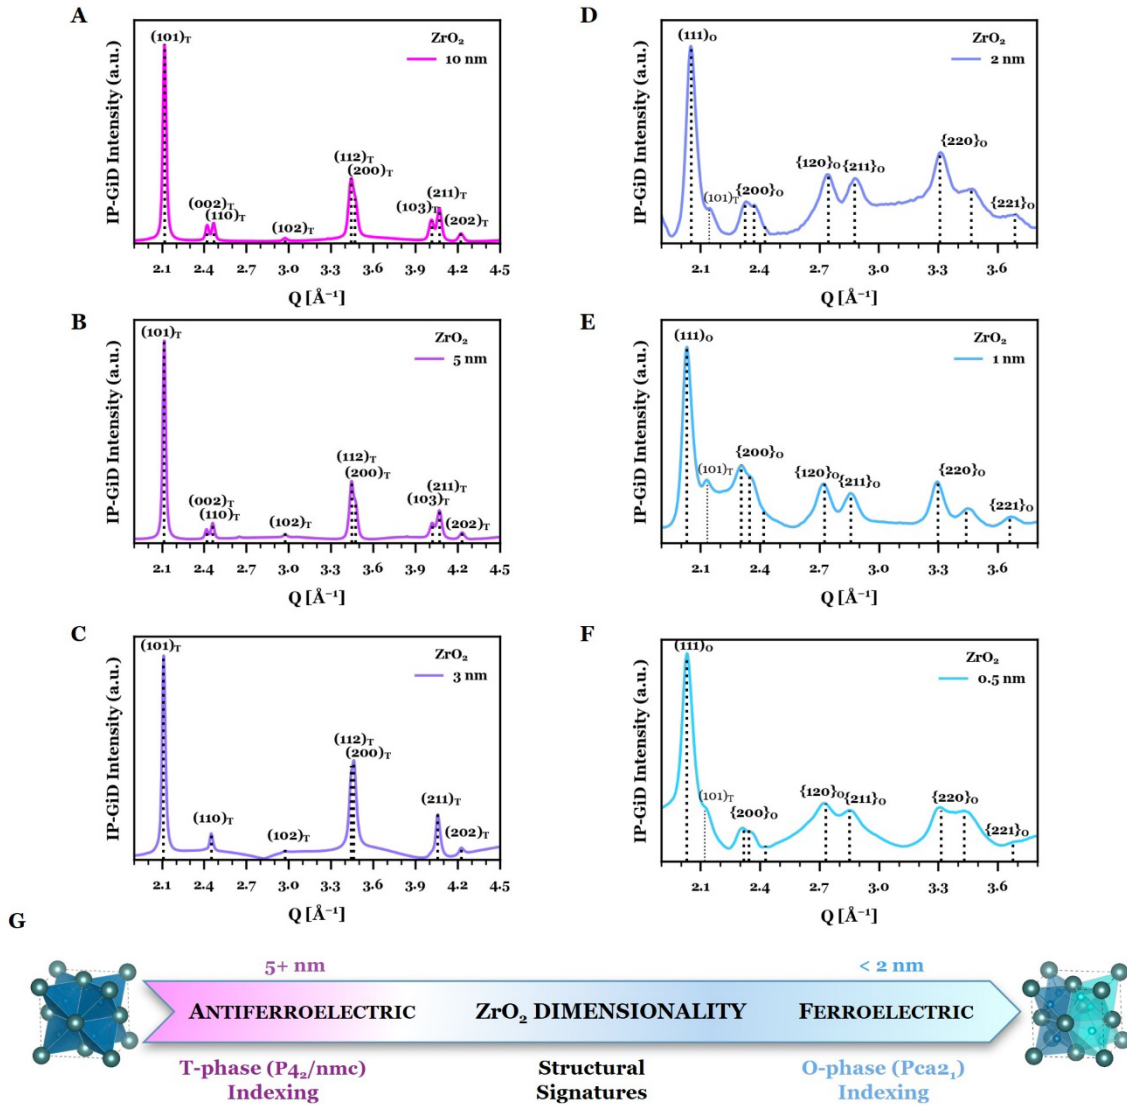 A
IP-GiD Intensity (a.u.)
(101)T
ZrO₂
10 nm
(002)T
(110)T
(102)T
(112)T
(200)T
(103)T
(211)T
(202)T
2.1 2.4 2.7 3.0 3.3 3.6 3.9 4.2 4.5
Q [Å⁻¹]
B
IP-GiD Intensity (a.u.)
(101)T
ZrO₂
5 nm
(002)T
(110)T
(102)T
(112)T
(200)T
(103)T
(211)T
(202)T
2.1 2.4 2.7 3.0 3.3 3.6 3.9 4.2 4.5
Q [Å⁻¹]
C
IP-GiD Intensity (a.u.)
(101)T
ZrO₂
3 nm
(110)T
(102)T
(112)T
(200)T
(211)T
(202)T
2.1 2.4 2.7 3.0 3.3 3.6 3.9 4.2 4.5
Q [Å⁻¹]
D
IP-GiD Intensity (a.u.)
(111)O
ZrO₂
2 nm
(101)T
{200}O
{120}O
{211}O
{220}O
{221}O
2.1 2.4 2.7 3.0 3.3 3.6
Q [Å⁻¹]
E
IP-GiD Intensity (a.u.)
(111)O
ZrO₂
1 nm
(101)T
{200}O
{120}O
{211}O
{220}O
{221}O
2.1 2.4 2.7 3.0 3.3 3.6
Q [Å⁻¹]
F
IP-GiD Intensity (a.u.)
(111)O
ZrO₂
0.5 nm
(101)T
{200}O
{120}O
{211}O
{220}O
{221}O
2.1 2.4 2.7 3.0 3.3 3.6
Q [Å⁻¹]
G
5+ nm
< 2 nm
ANTIFERROELECTRIC
ZrO₂ DIMENSIONALITY
FERROELECTRIC
T-phase (P4₂/nmc)
Indexing
Structural
Signatures
O-phase (Pca2₁)
Indexing